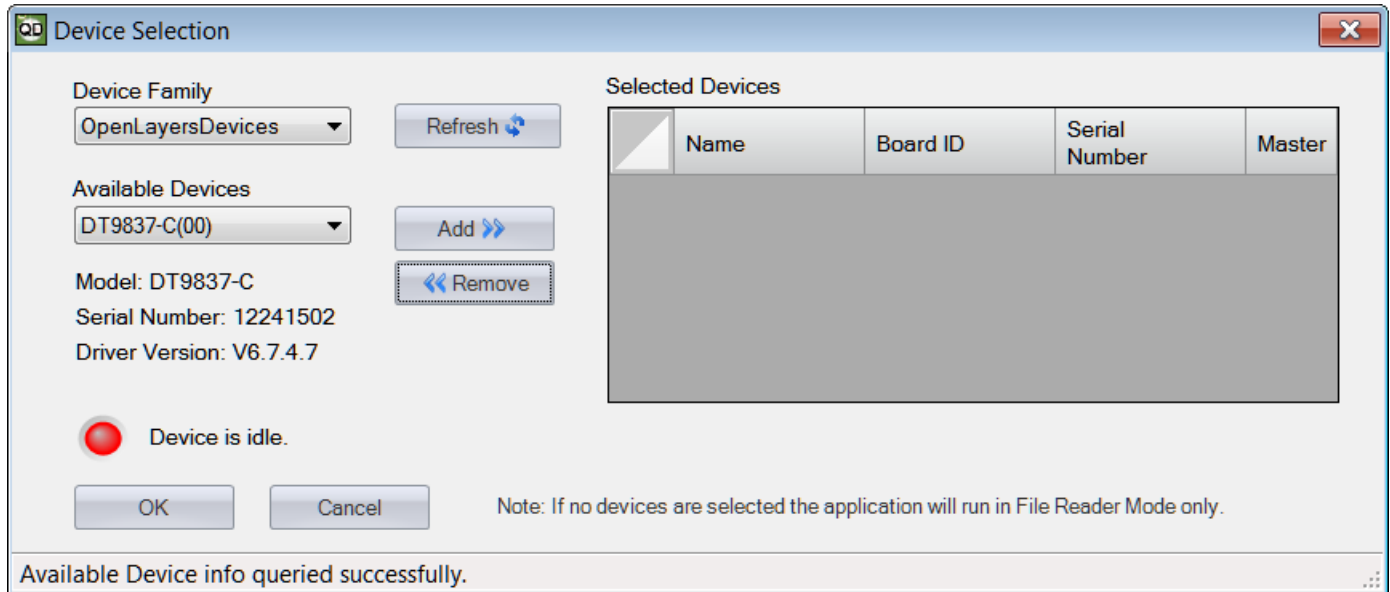 QD Device Selection
Device Family
OpenLayersDevices
Refresh
Available Devices
DT9837-C(00)
Add
Remove
Model: DT9837-C
Serial Number: 12241502
Driver Version: V6.7.4.7
Device is idle.
OK
Cancel
Selected Devices
Name
Board ID
Serial
Number
Master
Note: If no devices are selected the application will run in File Reader Mode only.
Available Device info queried successfully.